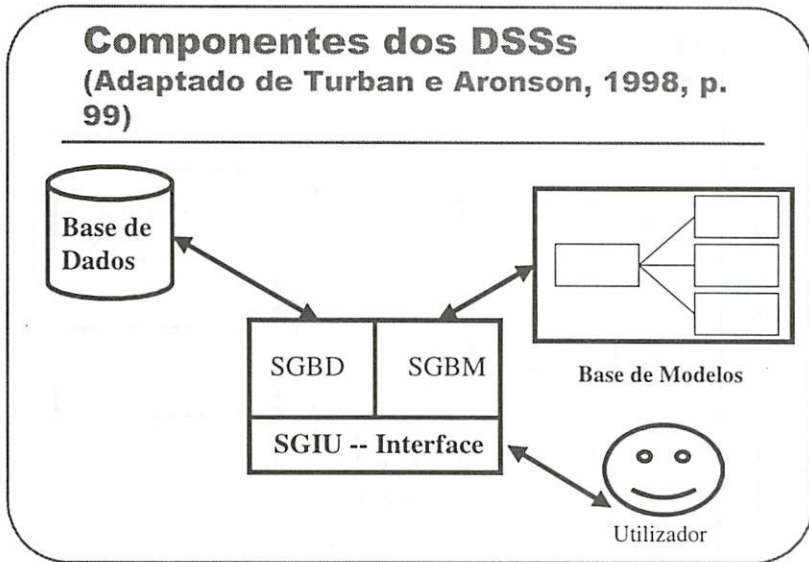 Componentes dos DSSs
(Adaptado de Turban e Aronson, 1998, p.
99)
Base de
Dados
SGBD
SGBM
SGIU -- Interface
Base de Modelos
Utilizador